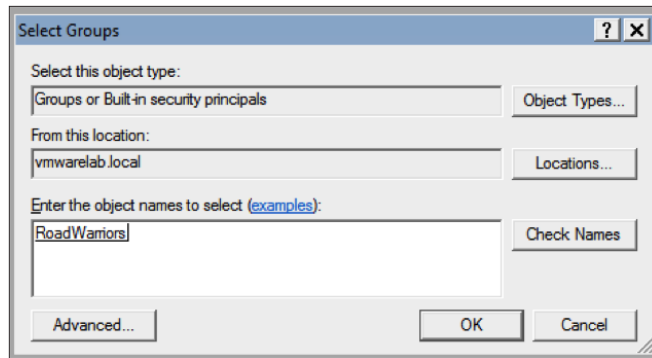 Select Groups
Select this object type:
Groups or Built-in security principals
Object Types...
From this location:
vmwarelab.local
Locations...
Enter the object names to select (examples):
RoadWarriors
Check Names
Advanced...
OK
Cancel